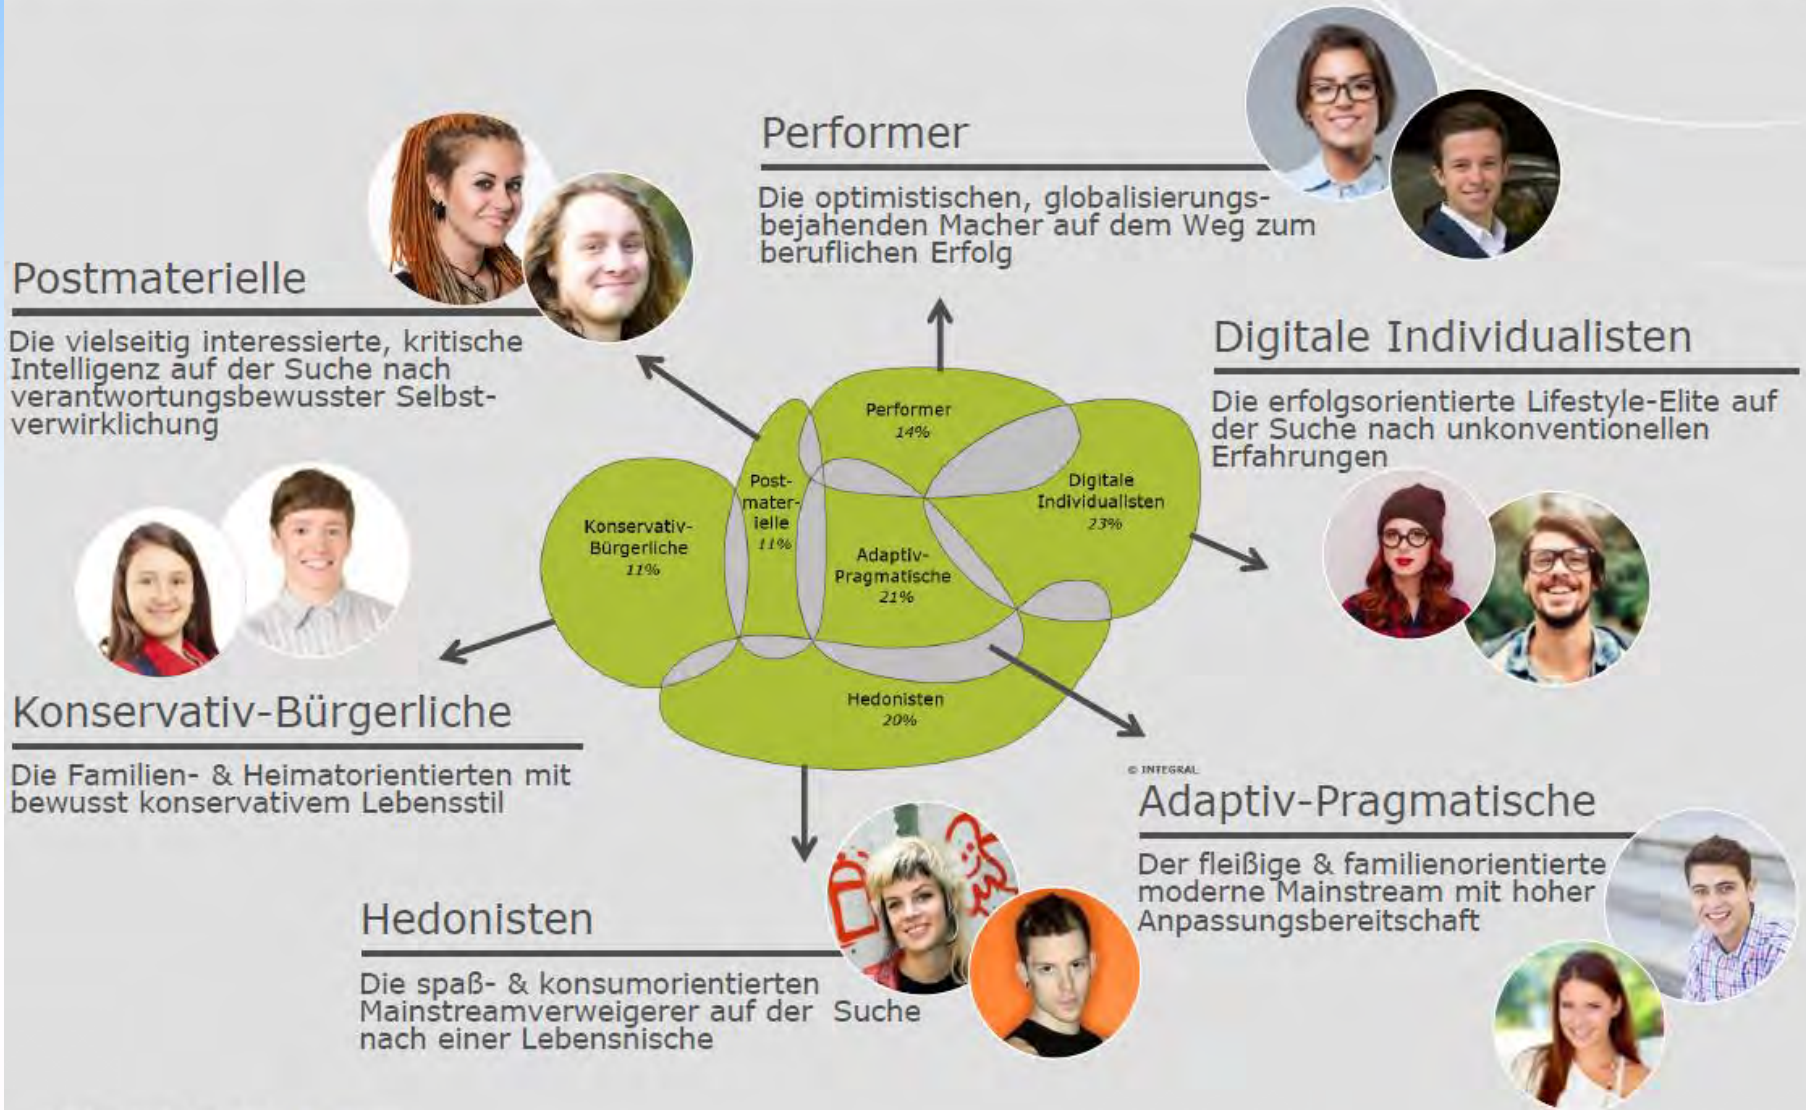 Performer
Die optimistischen, globalisierungs-
bejahenden Macher auf dem Weg zum
beruflichen Erfolg
Postmaterielle
Die vielseitig interessierte, kritische
Intelligenz auf der Suche nach
verantwortungsbewusster Selbst-
verwirklichung
Digitale Individualisten
Die erfolgsorientierte Lifestyle-Elite auf
der Suche nach unkonventionellen
Erfahrungen
Performer
14%
Post-
mater-
ielle
11%
Digitale
Individualisten
23%
Konservativ-
Bürgerliche
11%
Adaptiv-
Pragmatische
21%
Hedonisten
20%
Konservativ-Bürgerliche
Die Familien- & Heimatorientierten mit
bewusst konservativem Lebensstil
© INTEGRAL
Adaptiv-Pragmatische
Der fleißige & familienorientierte
moderne Mainstream mit hoher
Anpassungsbereitschaft
Hedonisten
Die spaß- & konsumorientierten
Mainstreamverweigerer auf der Suche
nach einer Lebensnische